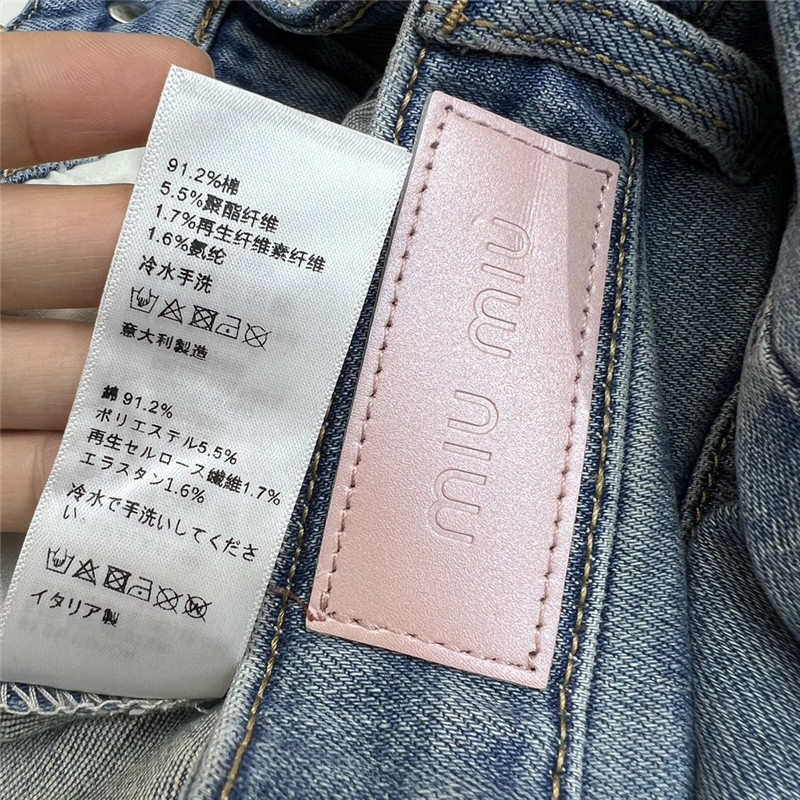 91.2%棉
5.5%聚酯纤维
1.7%再生纤维素纤维
1.6%氨纶
冷水手洗
意大利製造
綿 91.2%
ポリエステル5.5%
再生セルロース繊維1.7%
エラスタン1.6%
冷水で手洗いしてくださ
い
イタリア製
miu miu